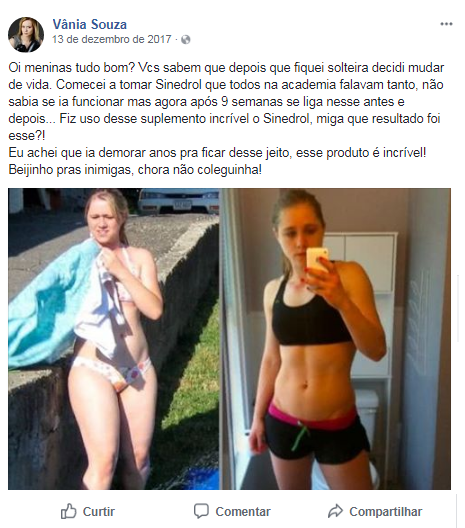 Vânia Souza
13 de dezembro de 2017 ·
Oi meninas tudo bom? Vcs sabem que depois que fiquei solteira decidi mudar
de vida. Comecei a tomar Sinedrol que todos na academia falavam tanto, não
sabia se ia funcionar mas agora após 9 semanas se liga nesse antes e
depois... Fiz uso desse suplemento incrível o Sinedrol, miga que resultado foi
esse?!
Eu achei que ia demorar anos pra ficar desse jeito, esse produto é incrível!
Beijinho pras inimigas, chora não coleguinha!
Curtir Comentar Compartilhar